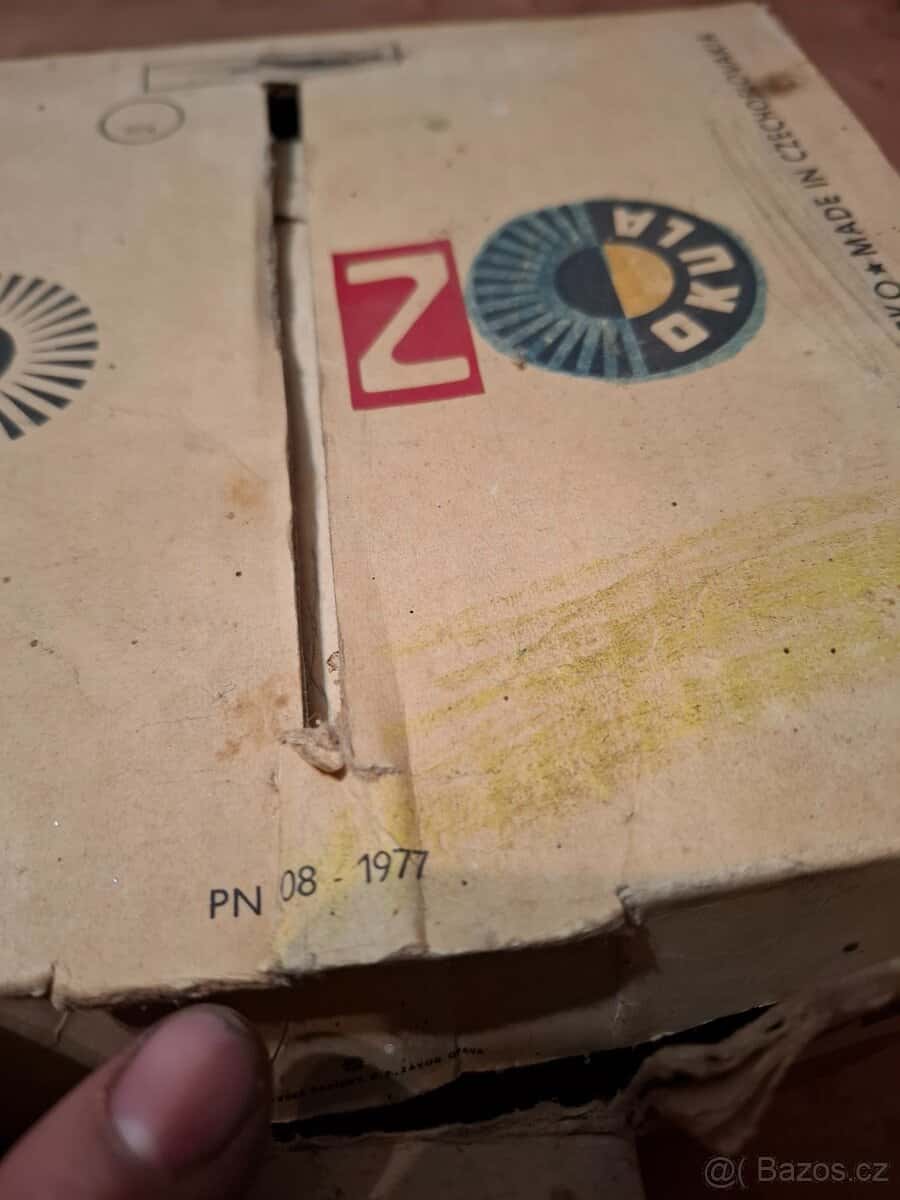 ★ MADE IN CZECHOSLOVAKIA
OKULA
N
PN 08 - 1977
@( Bazos.cz